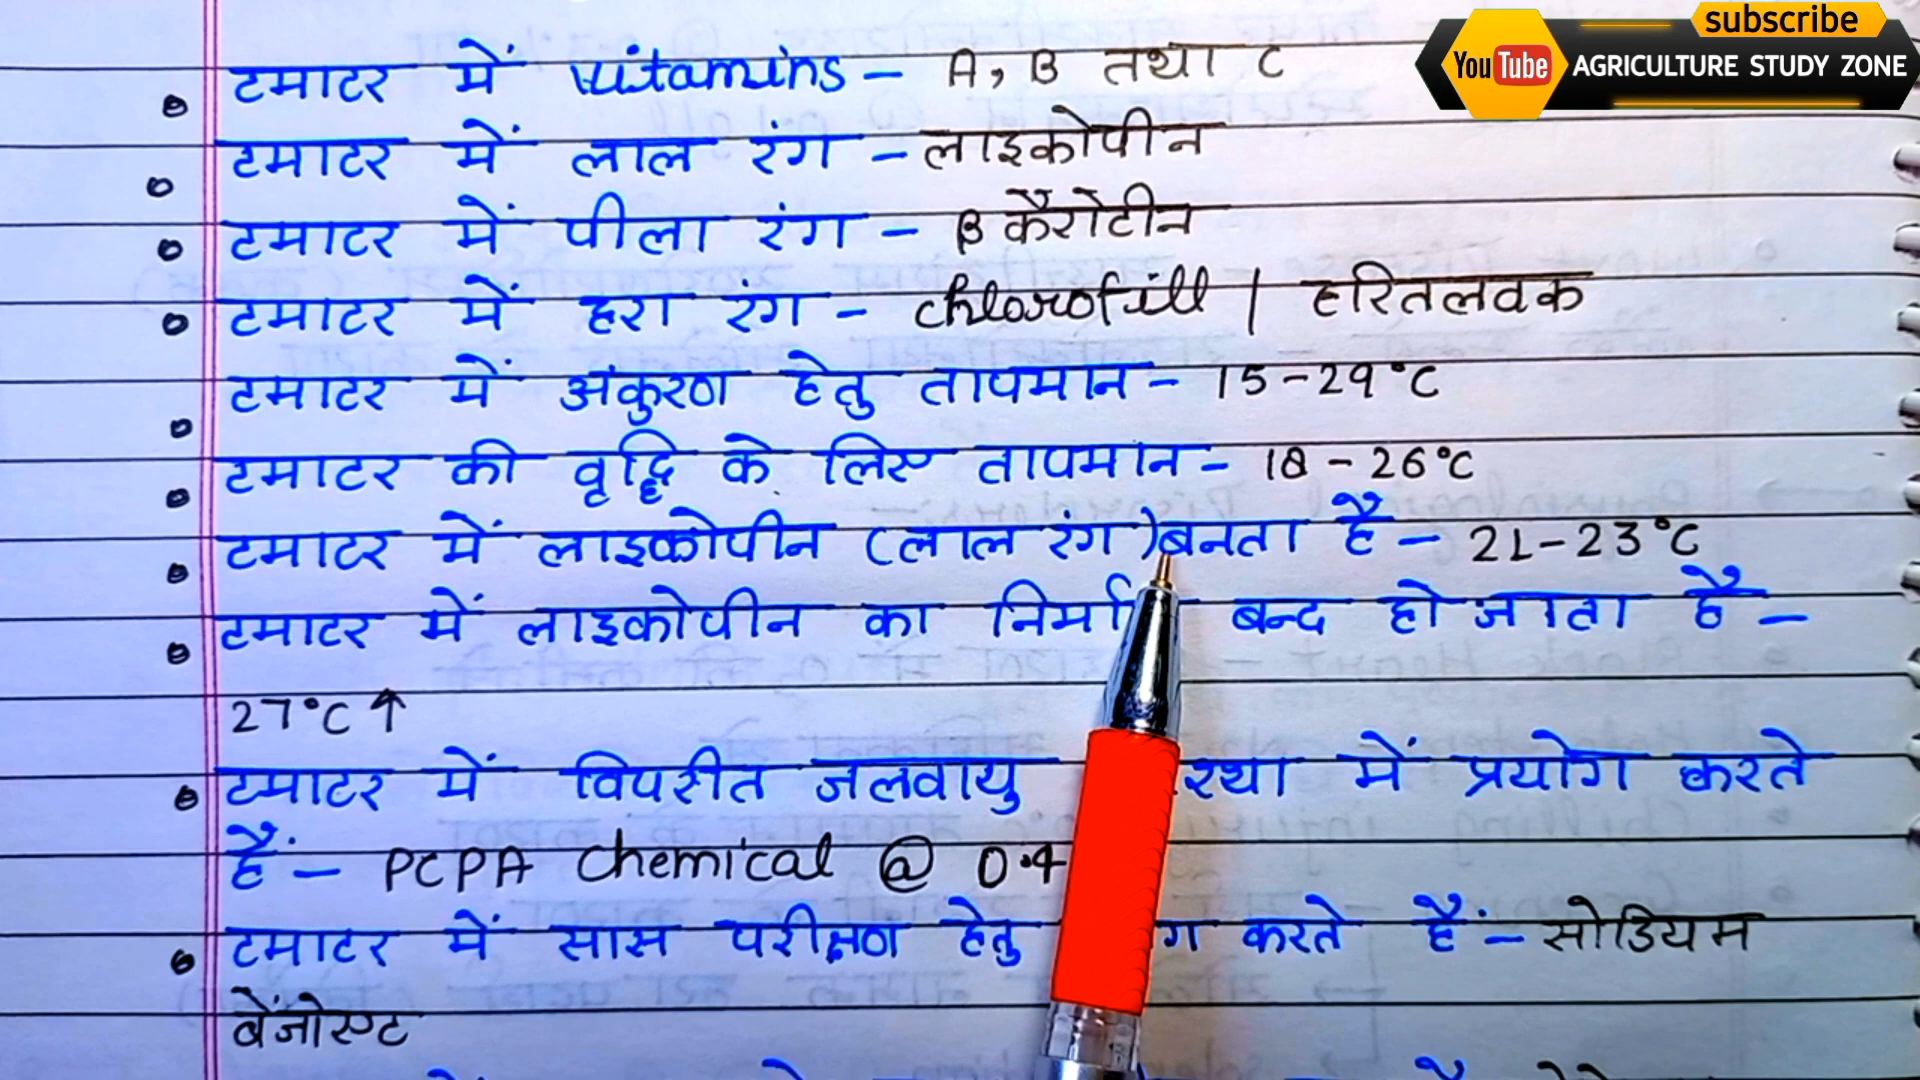 subscribe
YouTube AGRICULTURE STUDY ZONE
टमाटर में vitamins - A, B तथा C
टमाटर में लाल रंग - लाइकोपीन
टमाटर में पीला रंग - β कैरोटीन
टमाटर में हरा रंग - chlorofill | हरितलवक
टमाटर में अंकुरण हेतु तापमान - 15-29°C
टमाटर की वृद्धि के लिए तापमान - 18-26°C
टमाटर में लाइकोपीन (लाल रंग) बनता है - 21-23°C
टमाटर में लाइकोपीन का बन्द हो जाता है -
27°C ↑
टमाटर में विपरीत जलवायु में प्रयोग करते
हैं - PCPA Chemical @ 0.4
टमाटर में सास परीक्षण हेतु करते हैं - सोडियम
बेंजोएट